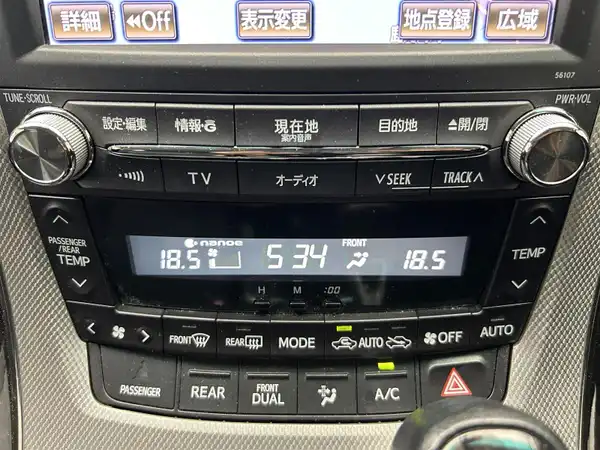 詳細 ◀◀Off 表示変更 地点登録 広域
56107
TUNE·SCROLL PWR·VOL
設定·編集 情報·G 現在地 目的地 ▲開/閉
案内音声
TV オーディオ ∨SEEK TRACK∧
PASSENGER/REAR TEMP
nanoe FRONT
18.5 5 34 18.5
TEMP
H M :00
FRONT REAR MODE AUTO OFF AUTO
PASSENGER REAR FRONT DUAL A/C